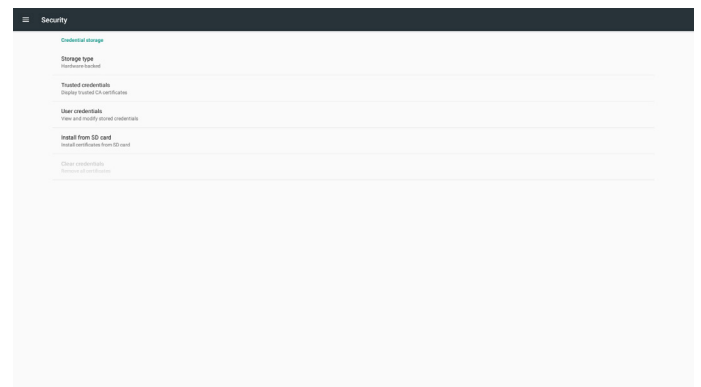 Security
Credential storage
Storage type
Hardware-backed
Trusted credentials
Display trusted CA certificates
User credentials
View and modify stored credentials
Install from SD card
Install certificates from SD card
Clear credentials
Remove all certificates